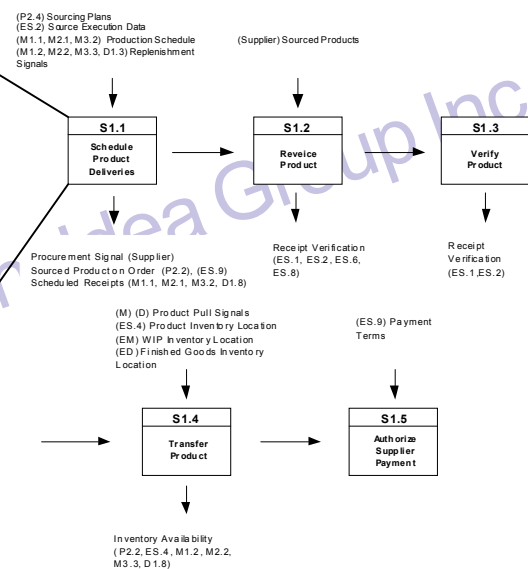 (P2.4) Sourcing Plans
(ES.2) Source Execution Data
(M1.1, M2.1, M3.2) Production Schedule
(M1.2, M2.2, M3.3, D1.3) Replenishment
Signals
(Supplier) Sourced Products
S1.1
Schedule
Product
Deliveries
S1.2
Reveice
Product
S1.3
Verify
Product
Procurement Signal (Supplier)
Sourced Production Order (P2.2), (ES.9)
Scheduled Receipts (M1.1, M2.1, M3.2, D1.8)
Receipt Verification
(ES.1, ES.2, ES.6,
ES.8)
Receipt
Verification
(ES.1,ES.2)
(M) (D) Product Pull Signals
(ES.4) Product Inventory Location
(EM) WIP Inventory Location
(ED) Finished Goods Inventory
Location
(ES.9) Payment
Terms
S1.4
Transfer
Product
S1.5
Authorize
Supplier
Payment
Inventory Availability
( P2.2, ES.4, M1.2, M2.2,
M3.3, D1.8)
Group Inc